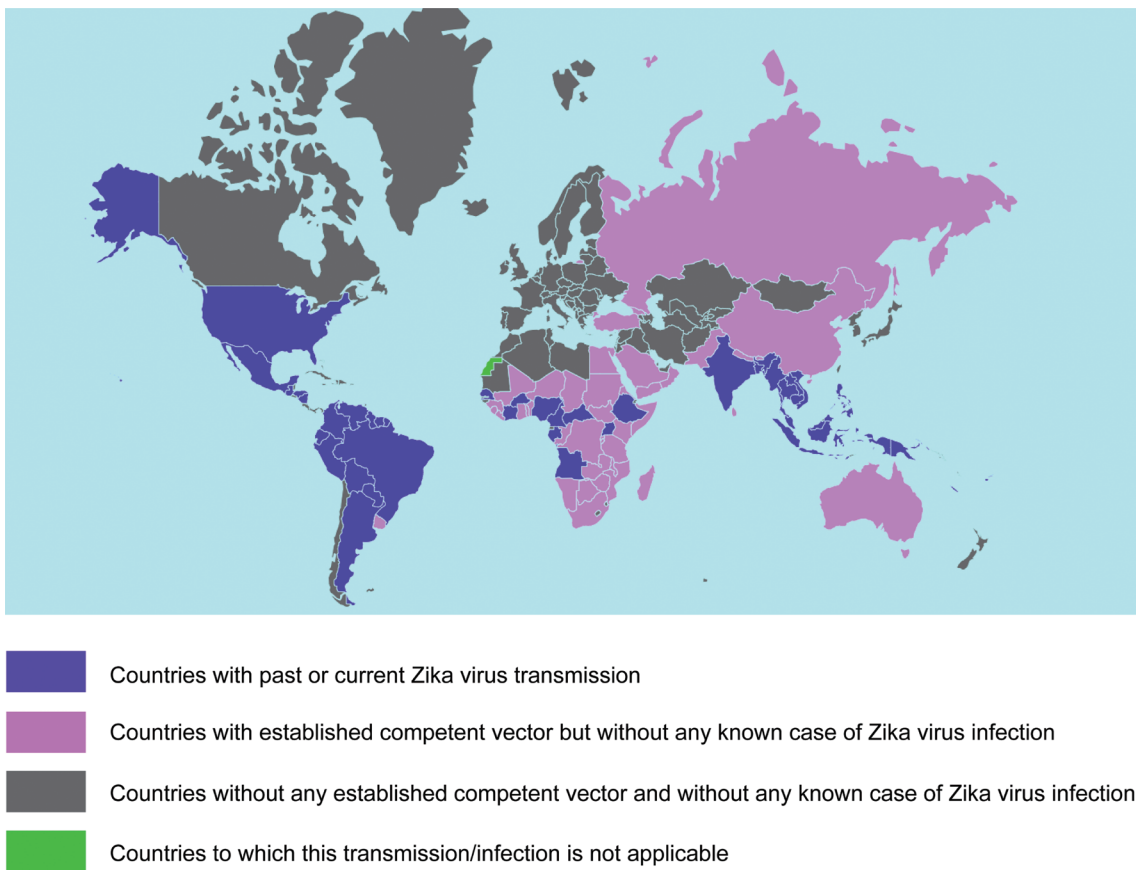 Countries with past or current Zika virus transmission
Countries with established competent vector but without any known case of Zika virus infection
Countries without any established competent vector and without any known case of Zika virus infection
Countries to which this transmission/infection is not applicable